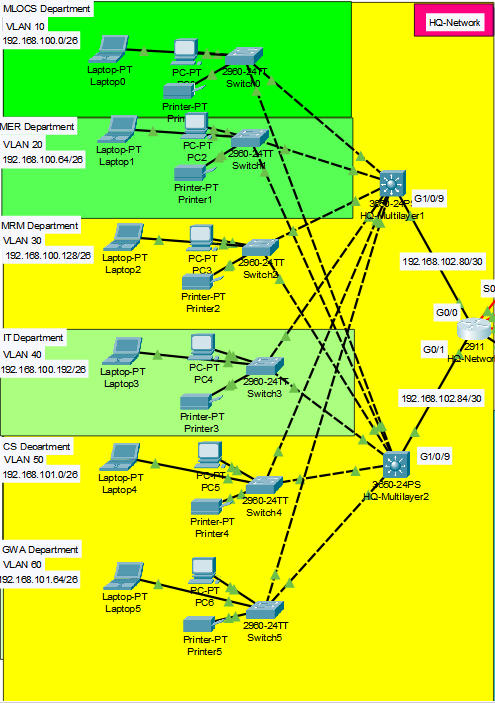 MLOCS Department
VLAN 10
192.168.100.0/26
Laptop-PT
Laptop0
PC-PT
Printer-PT
2960-24TT
Switch0
HQ-Network
MER Department
VLAN 20
192.168.100.64/26
Laptop-PT
Laptop1
PC-PT
PC2
Printer-PT
Printer1
2960-24TT
Switch1
MRM Department
VLAN 30
192.168.100.128/26
Laptop-PT
Laptop2
PC-PT
PC3
Printer-PT
Printer2
2960-24TT
Switch2
IT Department
VLAN 40
192.168.100.192/26
Laptop-PT
Laptop3
PC-PT
PC4
Printer-PT
Printer3
2960-24TT
Switch3
CS Department
VLAN 50
192.168.101.0/26
Laptop-PT
Laptop4
PC-PT
PC5
Printer-PT
Printer4
2960-24TT
Switch4
GWA Department
VLAN 60
192.168.101.64/26
Laptop-PT
Laptop5
PC-PT
PC6
Printer-PT
Printer5
2960-24TT
Switch5
3650-24PS
HQ-Multilayer1
G1/0/9
192.168.102.80/30
G0/0
S0
2911
HQ-Network
G0/1
192.168.102.84/30
G1/0/9
3650-24PS
HQ-Multilayer2